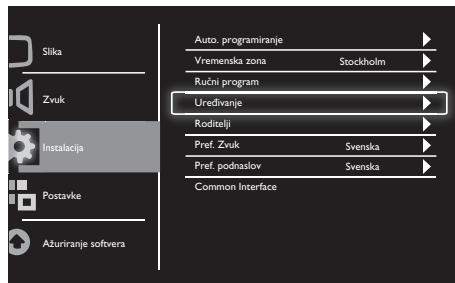 Slika
Zvuk
Instalacija
Postavke
Ažuriranje softvera
Auto. programiranje
Vremenska zona Stockholm
Ručni program
Uređivanje
Roditelji
Pref. Zvuk Svenska
Pref. podnaslov Svenska
Common Interface